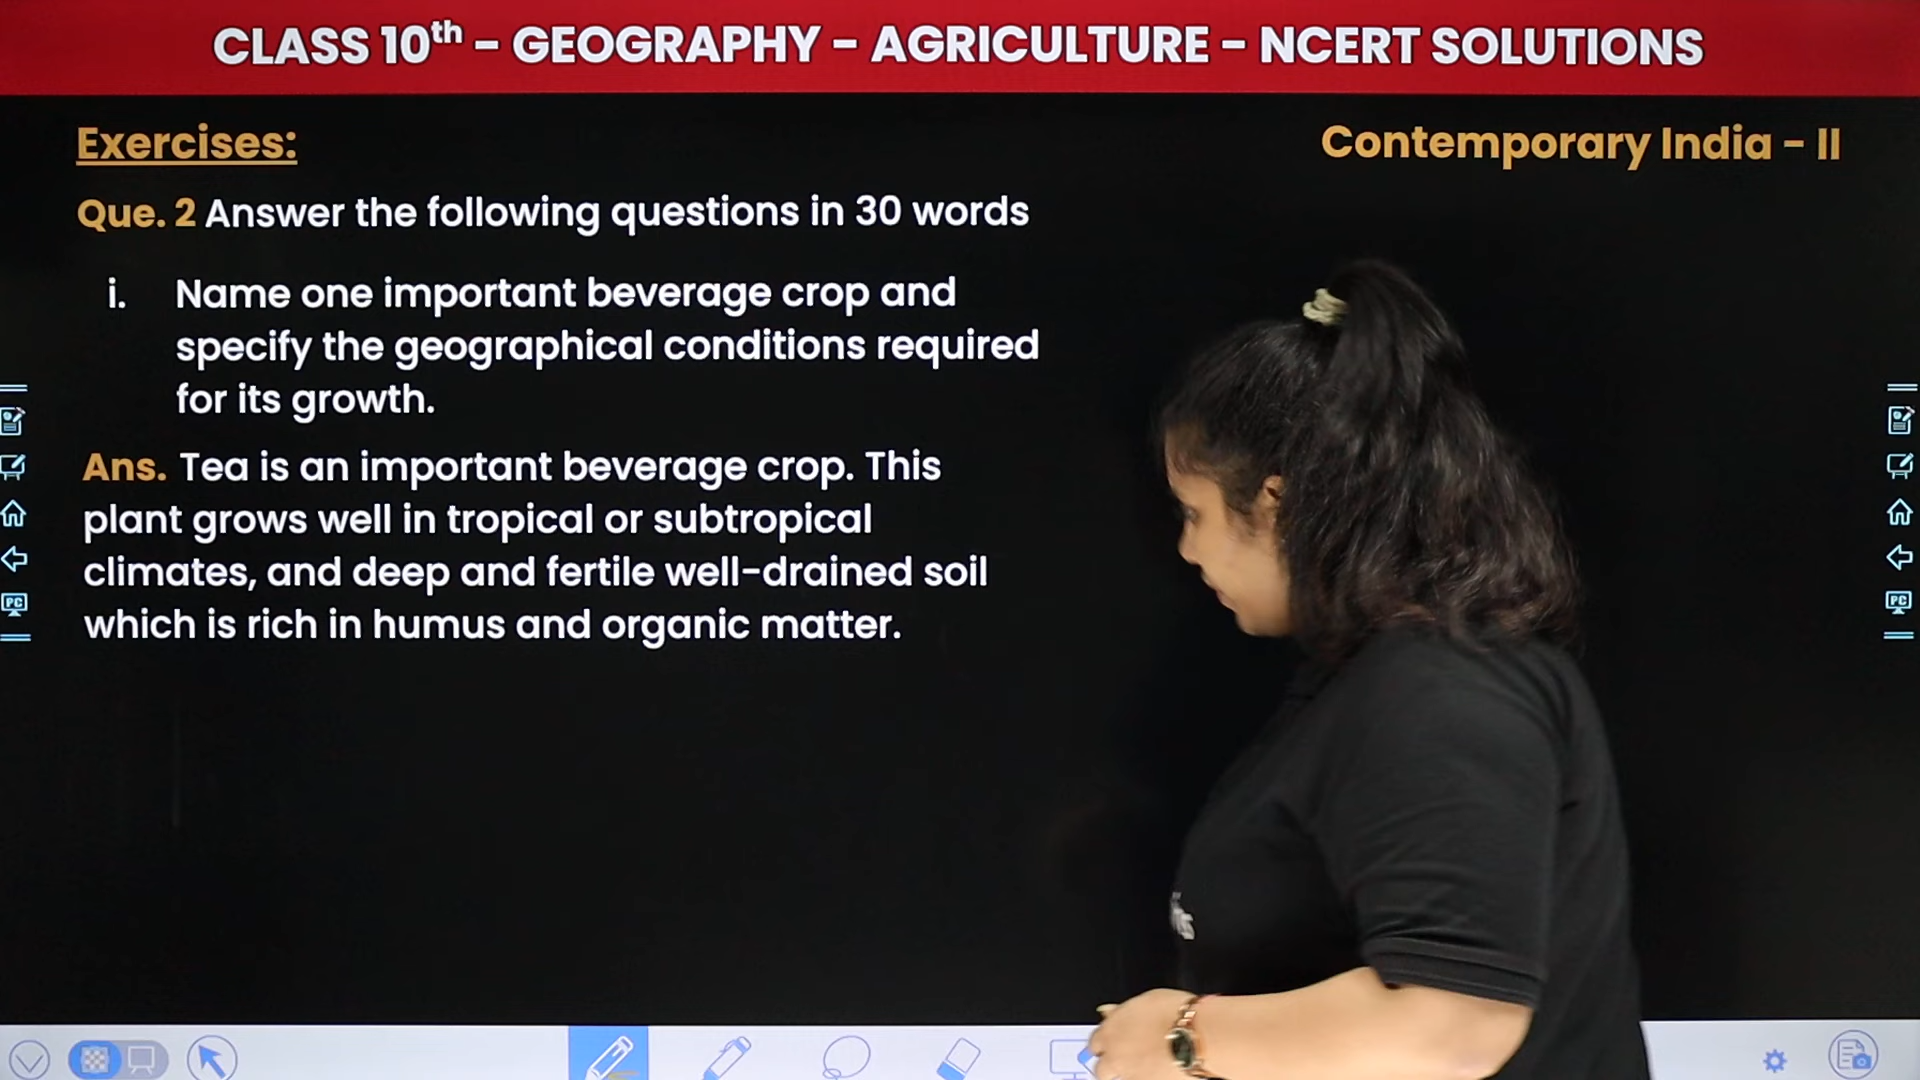 CLASS 10th - GEOGRAPHY - AGRICULTURE - NCERT SOLUTIONS
Exercises:
Contemporary India - II
Que. 2 Answer the following questions in 30 words
i. Name one important beverage crop and
specify the geographical conditions required
for its growth.
Ans. Tea is an important beverage crop. This
plant grows well in tropical or subtropical
climates, and deep and fertile well-drained soil
which is rich in humus and organic matter.
PC
PC